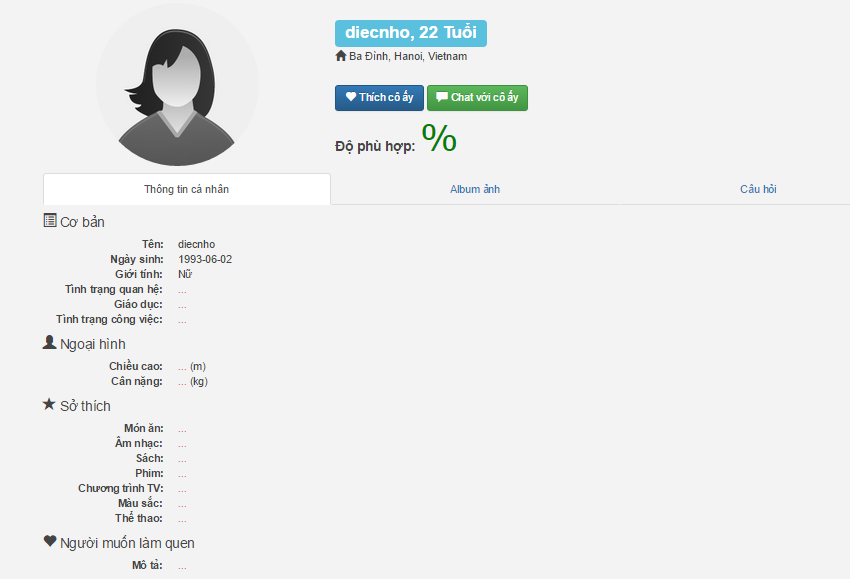 diecnho, 22 Tuổi
Ba Đình, Hanoi, Vietnam
Thích cô ấy Chat với cô ấy
Độ phù hợp: %
Thông tin cá nhân Album ảnh Câu hỏi
Cơ bản
Tên: diecnho
Ngày sinh: 1993-06-02
Giới tính: Nữ
Tình trạng quan hệ: ...
Giáo dục: ...
Tình trạng công việc: ...
Ngoại hình
Chiều cao: ... (m)
Cân nặng: ... (kg)
Sở thích
Món ăn: ...
Âm nhạc: ...
Sách: ...
Phim: ...
Chương trình TV: ...
Màu sắc: ...
Thể thao: ...
Người muốn làm quen
Mô tả: ...